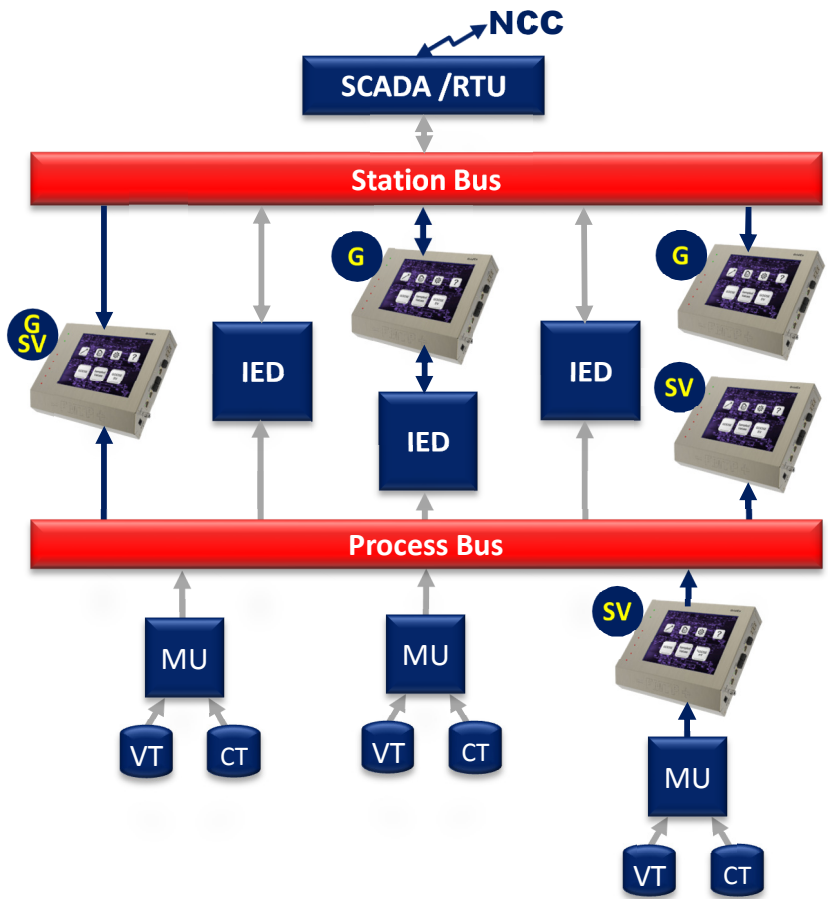 NCC
SCADA /RTU
Station Bus
G
G
G
SV
IED
IED
SV
IED
Process Bus
SV
MU
MU
VT
CT
VT
CT
MU
VT
CT